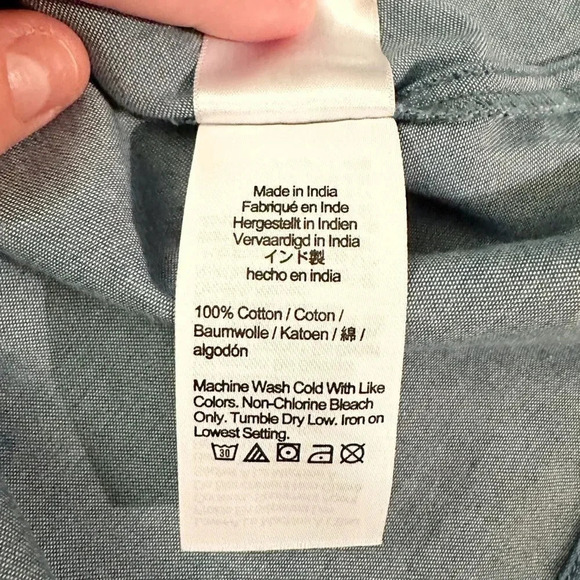 Made in India
Fabriqué en Inde
Hergestellt in Indien
Vervaardigd in India
インド製
hecho en india
100% Cotton / Coton /
Baumwolle / Katoen / 綿 /
algodón
Machine Wash Cold With Like
Colors. Non-Chlorine Bleach
Only. Tumble Dry Low. Iron on
Lowest Setting.
30